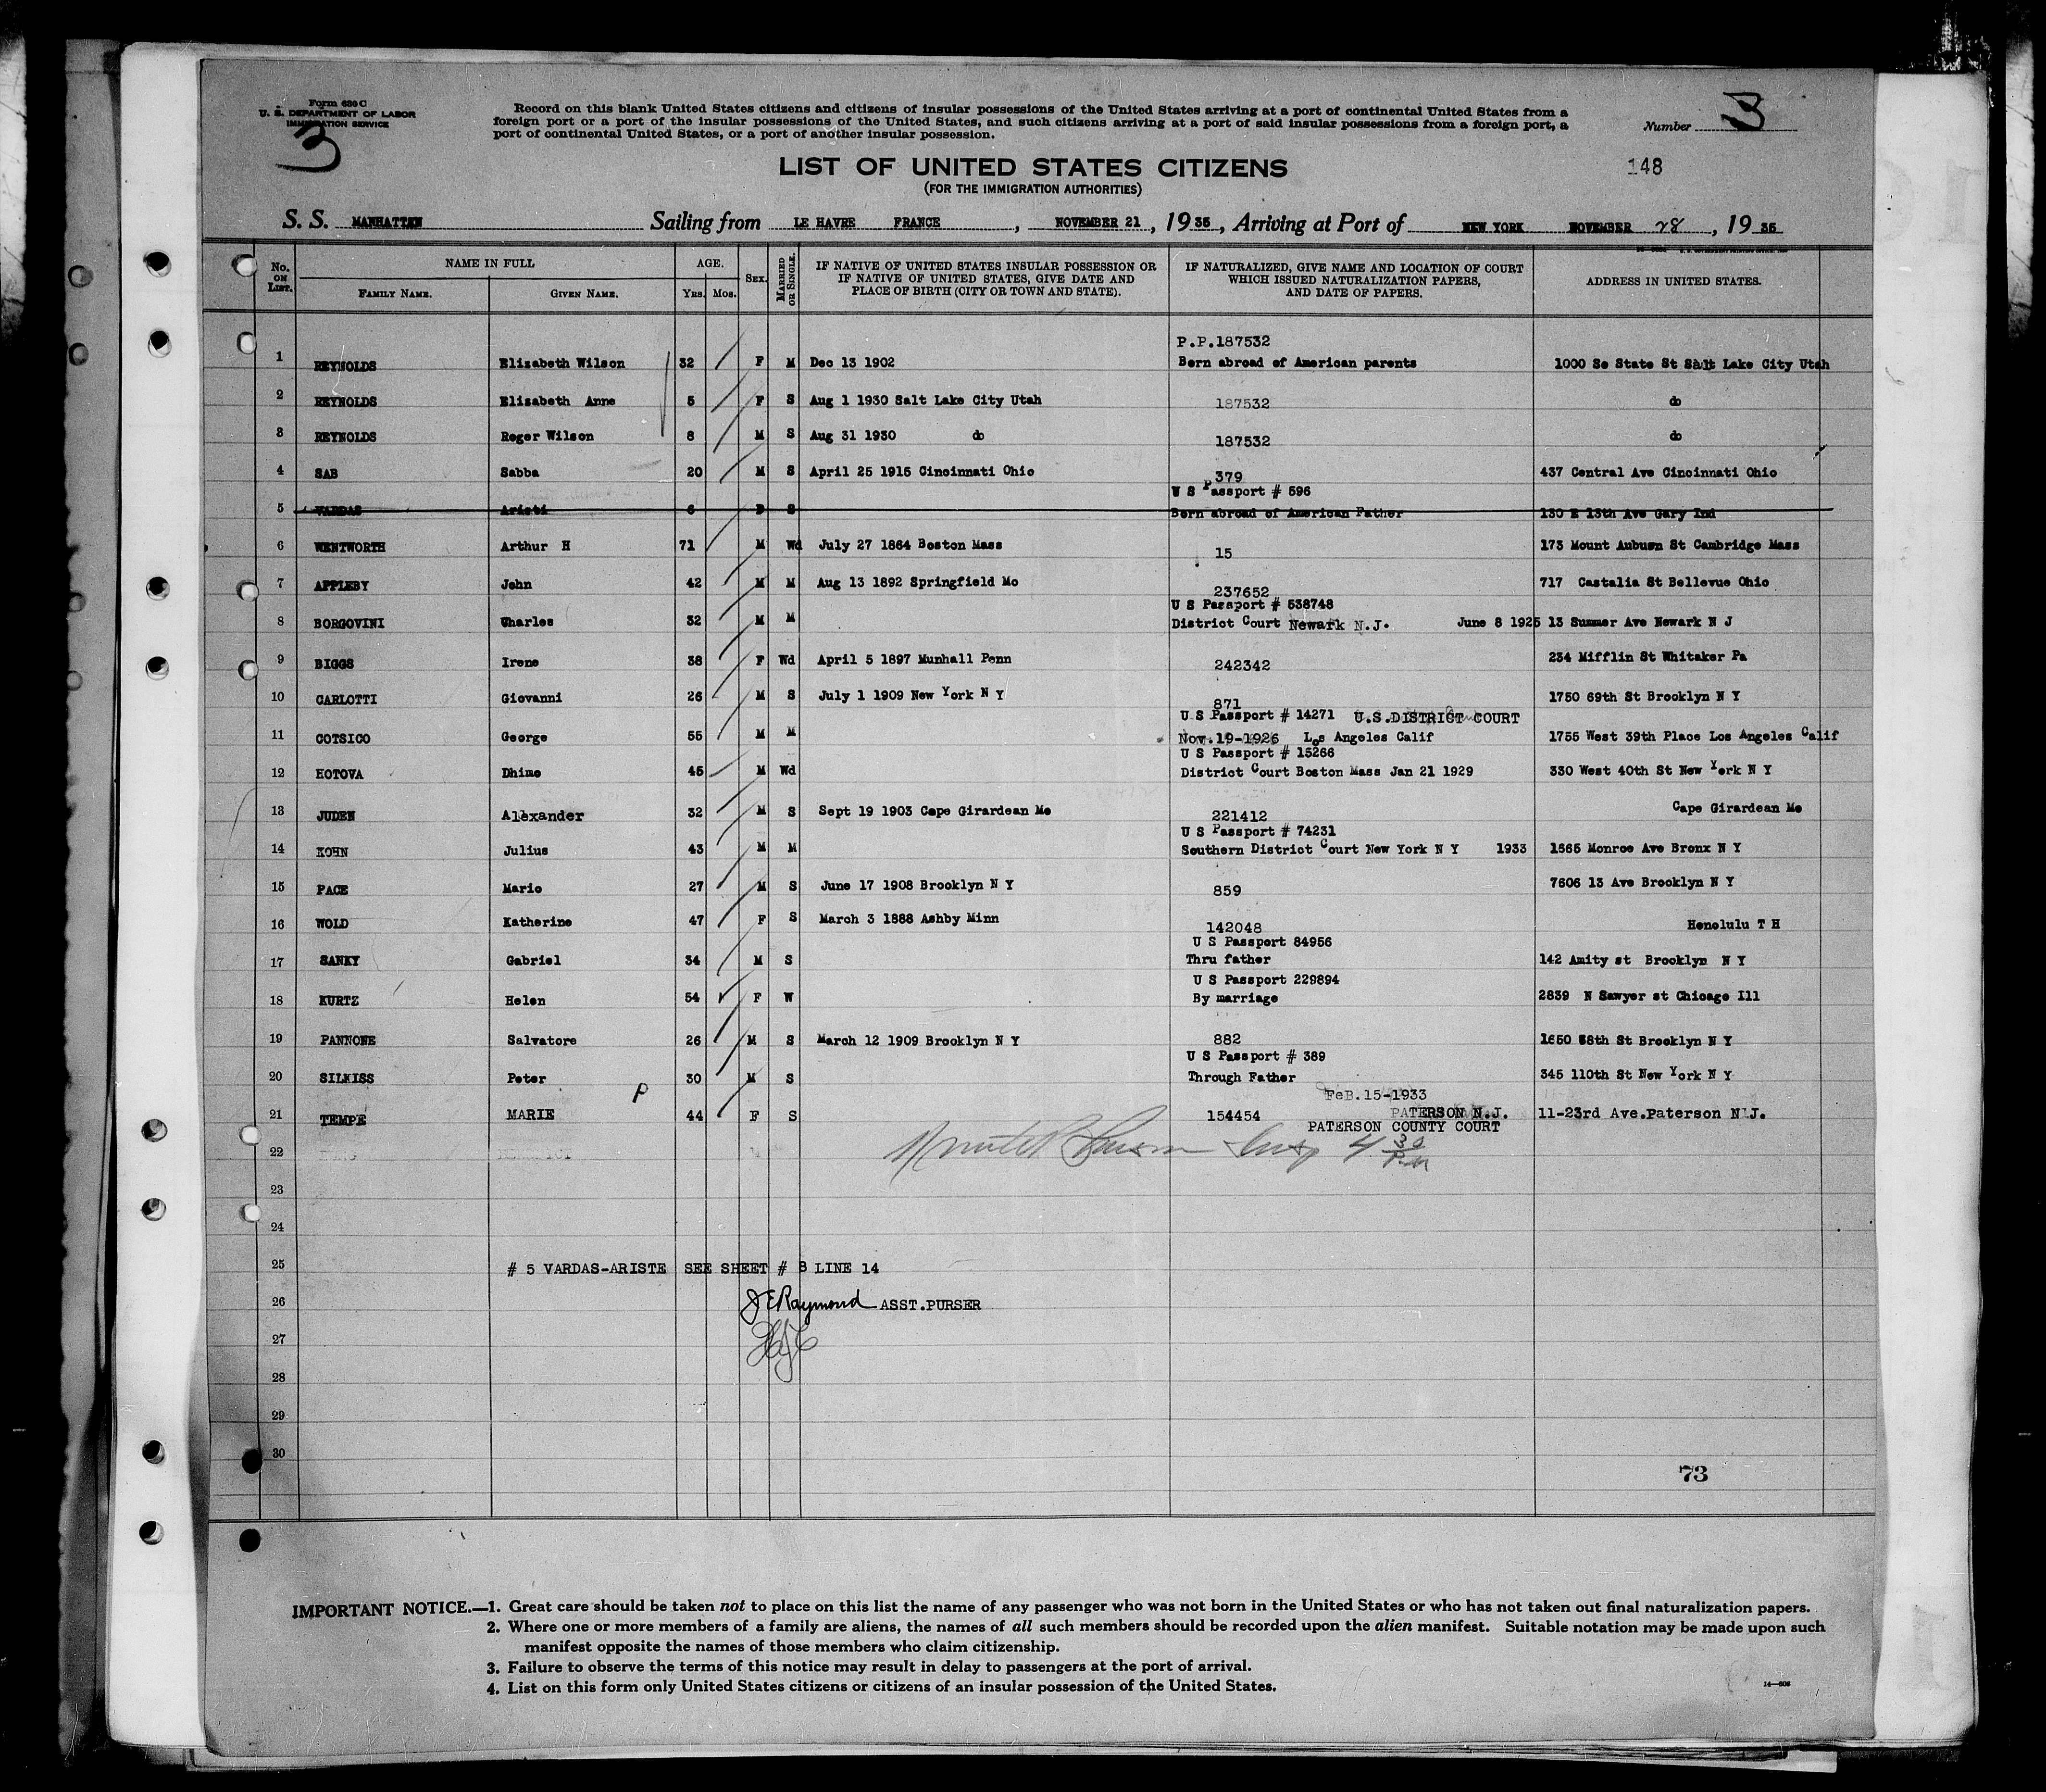 Form 630 C
U. S. DEPARTMENT OF LABOR
IMMIGRATION SERVICE
3
Record on this blank United States citizens and citizens of insular possessions of the United States arriving at a port of continental United States from a
foreign port or a port of the insular possessions of the United States, and such citizens arriving at a port of said insular possessions from a foreign port, a
port of continental United States, or a port of another insular possession.
Number 3
LIST OF UNITED STATES CITIZENS
(FOR THE IMMIGRATION AUTHORITIES)
148
S. S. MANHATTEN Sailing from LE HAVRE FRANCE , NOVEMBER 21 , 19 35 , Arriving at Port of NEW YORK NOVEMBER 28 , 19 35
No. ON LIST. NAME IN FULL FAMILY NAME. GIVEN NAME. AGE. YRS. MOS. SEX. MARRIED OR SINGLE. IF NATIVE OF UNITED STATES INSULAR POSSESSION OR IF NATIVE OF UNITED STATES, GIVE DATE AND PLACE OF BIRTH (CITY OR TOWN AND STATE). IF NATURALIZED, GIVE NAME AND LOCATION OF COURT WHICH ISSUED NATURALIZATION PAPERS, AND DATE OF PAPERS. ADDRESS IN UNITED STATES.
P.P.187532
1 REYNOLDS Elizabeth Wilson 32 F M Dec 13 1902 Born abroad of American parents 1000 So State St Salt Lake City Utah
2 REYNOLDS Elisabeth Anne 5 F S Aug 1 1930 Salt Lake City Utah 187532 do
3 REYNOLDS Roger Wilson 8 M S Aug 31 1930 do 187532 do
4 SAB Sabba 20 M S April 25 1915 Cincinnati Ohio 379 437 Central Ave Cincinnati Ohio
U S Passport # 596
5 VARDAS Aristi 6 S Born abroad of American Father 130 E 13th Ave Gary Ind
6 WENTWORTH Arthur H 71 M Wd July 27 1864 Boston Mass 15 173 Mount Auburn St Cambridge Mass
7 APPLEBY John 42 M M Aug 13 1892 Springfield Mo 237652 717 Castalia St Bellevue Ohio
U S Passport # 538748
8 BORGOVINI Charles 32 M M District Court Newark N.J. June 8 1925 13 Summer Ave Newark N J
9 BIGGS Irene 38 F Wd April 5 1897 Munhall Penn 242342 234 Mifflin St Whitaker Pa
10 CARLOTTI Giovanni 26 M S July 1 1909 New York N Y 871 1750 69th St Brooklyn N Y
U S Passport # 14271 U.S.DISTRICT COURT
11 COTSICO George 55 M M Nov.19-1926 Los Angeles Calif 1755 West 39th Place Los Angeles Calif
U S Passport # 15266
12 HOTOVA Dhimo 45 M Wd District Court Boston Mass Jan 21 1929 330 West 40th St New York N Y
13 JUDEN Alexander 32 M S Sept 19 1903 Cape Girardean Mo 221412 Cape Girardean Mo
U S Passport # 74231
14 KOHN Julius 43 M M Southern District Court New York N Y 1933 1565 Monroe Ave Bronx N Y
15 PACE Mario 27 M S June 17 1908 Brooklyn N Y 859 7606 13 Ave Brooklyn N Y
16 WOLD Katherine 47 F S March 3 1888 Ashby Minn 142048 Honolulu T H
U S Passport 84956
17 SANKY Gabriel 34 M S Thru father 142 Amity st Brooklyn N Y
U S Passport 229894
18 KURTZ Helen 54 F W By marriage 2839 N Sawyer st Chicago Ill
19 PANNONE Salvatore 26 M S March 12 1909 Brooklyn N Y 882 1650 58th St Brooklyn N Y
U S Passport # 389
20 SILKISS Peter 30 M S Through Father 345 110th St New York N Y
P FeB.15-1933
21 TEMPE MARIE 44 F S 154454 PATERSON N.J. 11-23rd Ave.Paterson N.J.
PATERSON COUNTY COURT
22 4 30
23
24
25 # 5 VARDAS-ARISTE SEE SHEET # 8 LINE 14
26 J E Raymond ASST.PURSER
27
28
29
30
73
IMPORTANT NOTICE.—1. Great care should be taken not to place on this list the name of any passenger who was not born in the United States or who has not taken out final naturalization papers.
2. Where one or more members of a family are aliens, the names of all such members should be recorded upon the alien manifest. Suitable notation may be made upon such
manifest opposite the names of those members who claim citizenship.
3. Failure to observe the terms of this notice may result in delay to passengers at the port of arrival.
4. List on this form only United States citizens or citizens of an insular possession of the United States.